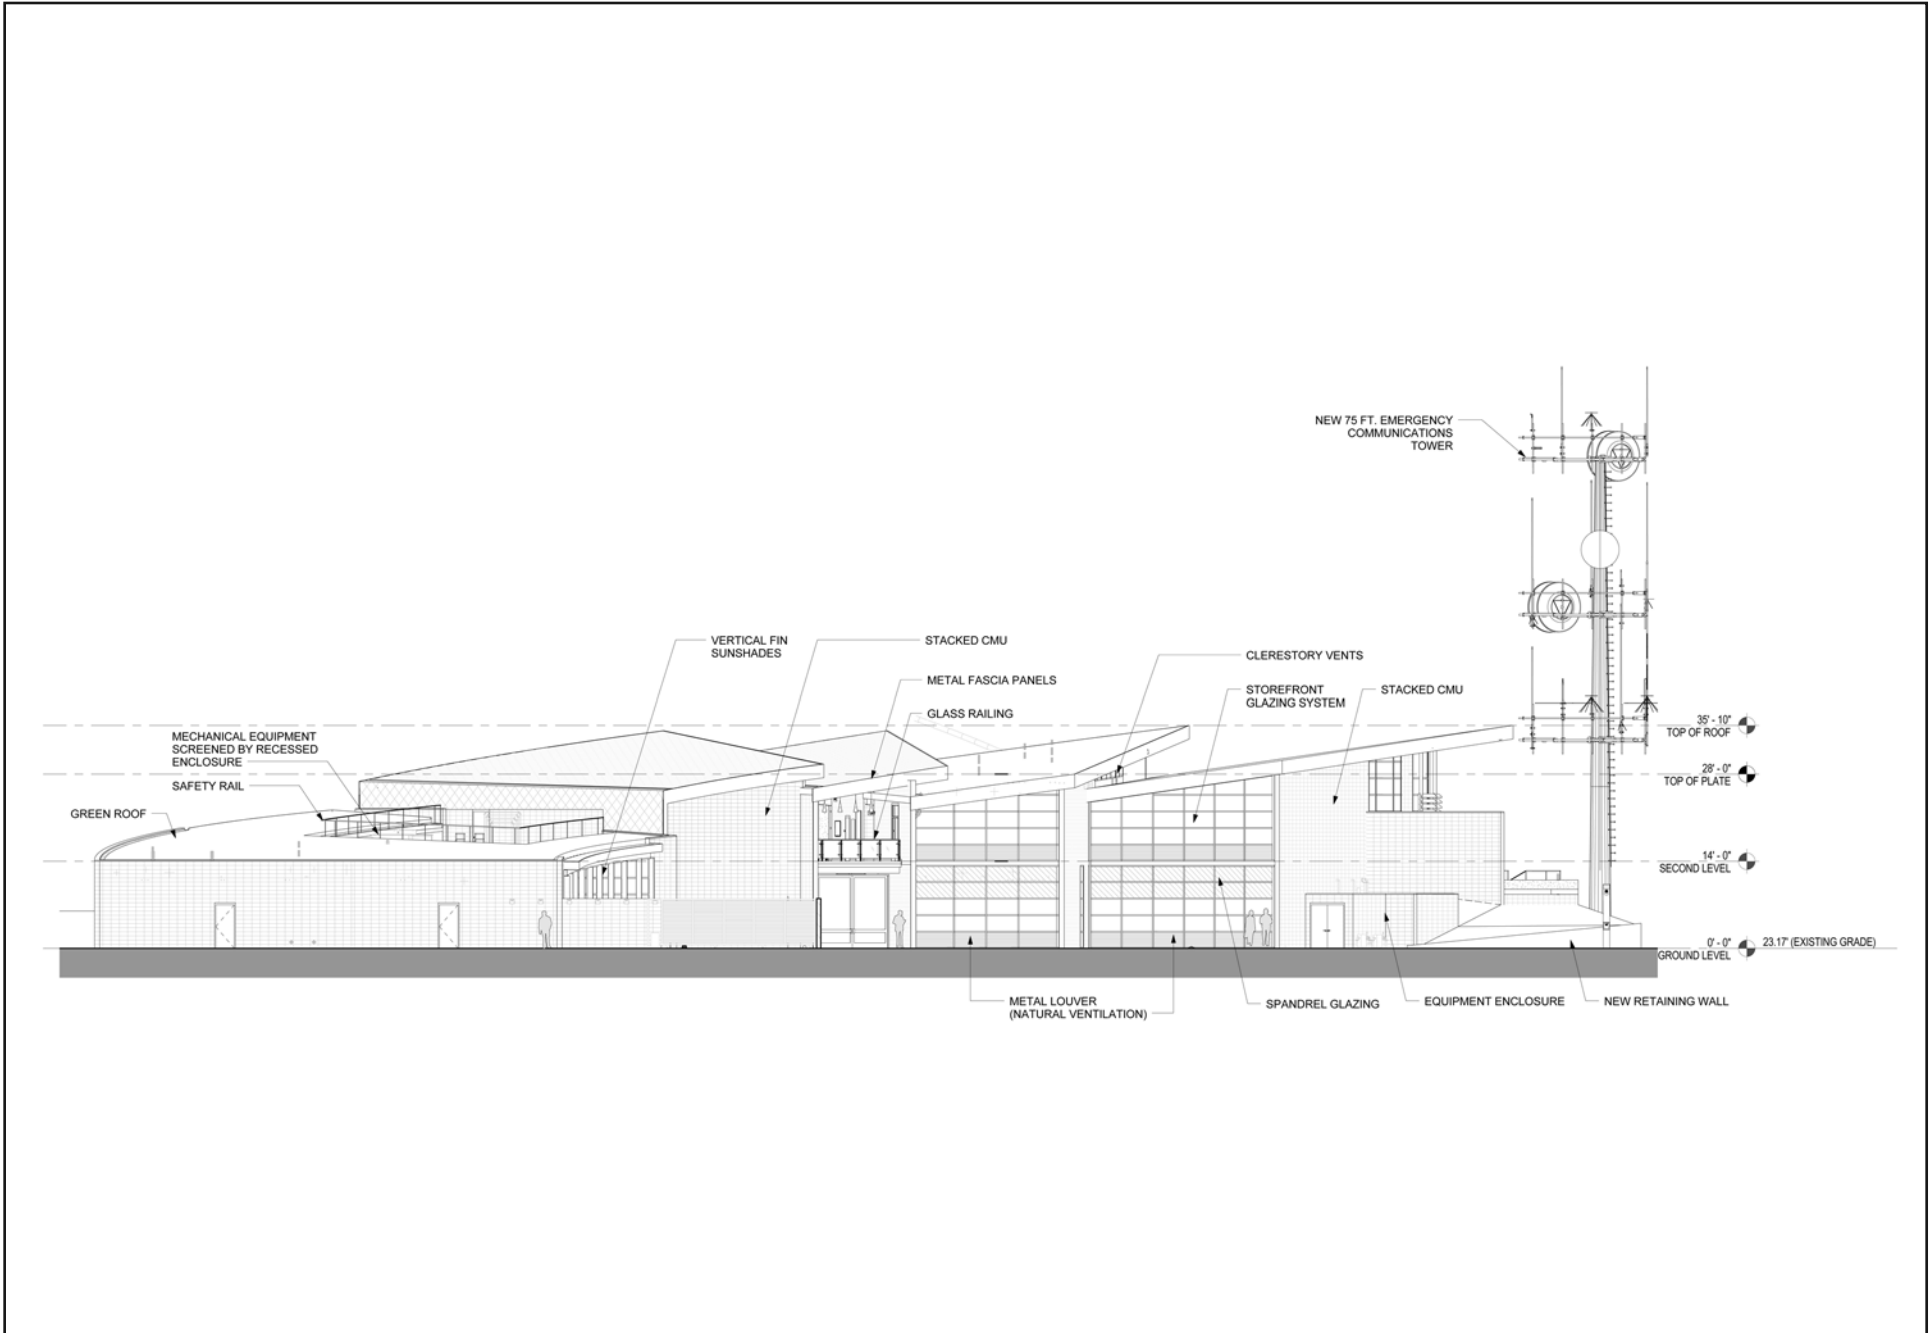 NEW 75 FT. EMERGENCY
COMMUNICATIONS
TOWER
VERTICAL FIN
SUNSHADES
STACKED CMU
CLERESTORY VENTS
METAL FASCIA PANELS
STOREFRONT
GLAZING SYSTEM
STACKED CMU
GLASS RAILING
MECHANICAL EQUIPMENT
SCREENED BY RECESSED
ENCLOSURE
SAFETY RAIL
GREEN ROOF
35' - 10"
TOP OF ROOF
28' - 0"
TOP OF PLATE
14' - 0"
SECOND LEVEL
0' - 0"
GROUND LEVEL
23.17' (EXISTING GRADE)
METAL LOUVER
(NATURAL VENTILATION)
SPANDREL GLAZING
EQUIPMENT ENCLOSURE
NEW RETAINING WALL